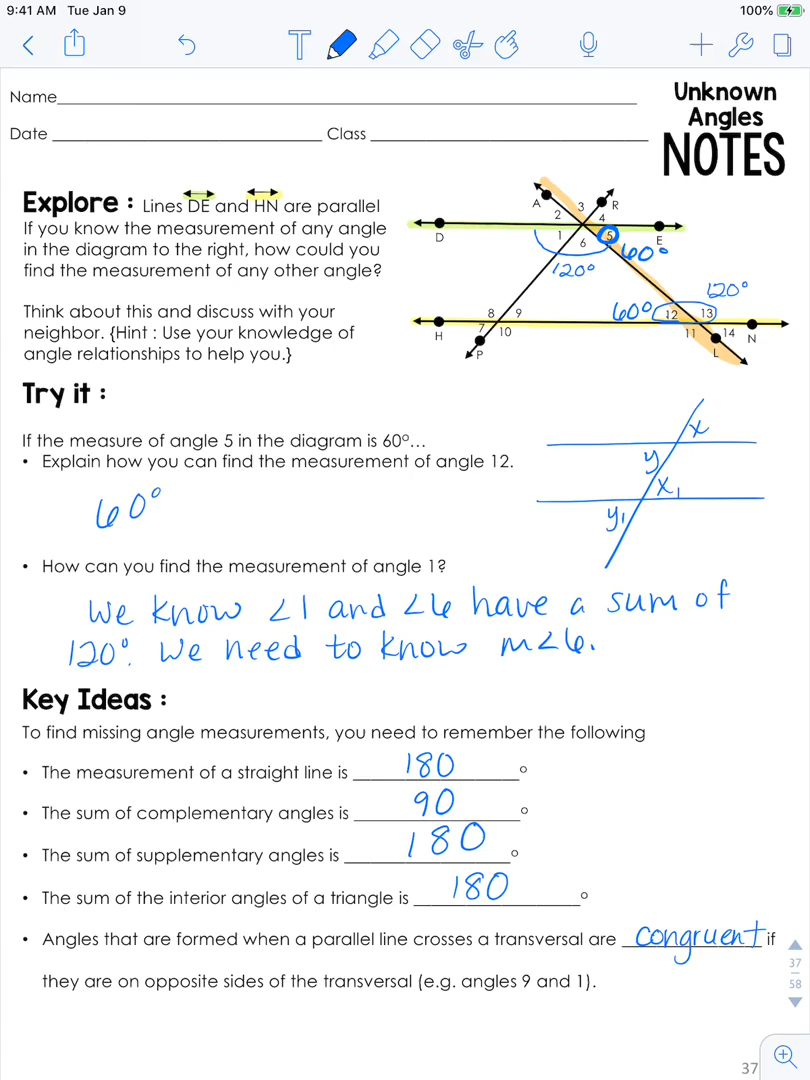 9:41 AM Tue Jan 9
100%
T
Name
Date Class
Unknown
Angles
NOTES
Explore : Lines DE and HN are parallel
If you know the measurement of any angle
in the diagram to the right, how could you
find the measurement of any other angle?
Think about this and discuss with your
neighbor. {Hint : Use your knowledge of
angle relationships to help you.}
A 3 R
2 4
D 1 6 5 E
60°
120°
120°
8 9 60° 12 13
H 7 10 11 14 N
P L
Try it :
If the measure of angle 5 in the diagram is 60°...
• Explain how you can find the measurement of angle 12.
60°
x
y
x1
y1
• How can you find the measurement of angle 1?
We know ∠1 and ∠6 have a sum of
120°. We need to know m∠6.
Key Ideas :
To find missing angle measurements, you need to remember the following
• The measurement of a straight line is 180 °
• The sum of complementary angles is 90 °
• The sum of supplementary angles is 180 °
• The sum of the interior angles of a triangle is 180 °
• Angles that are formed when a parallel line crosses a transversal are congruent if
they are on opposite sides of the transversal (e.g. angles 9 and 1).
37
58
37